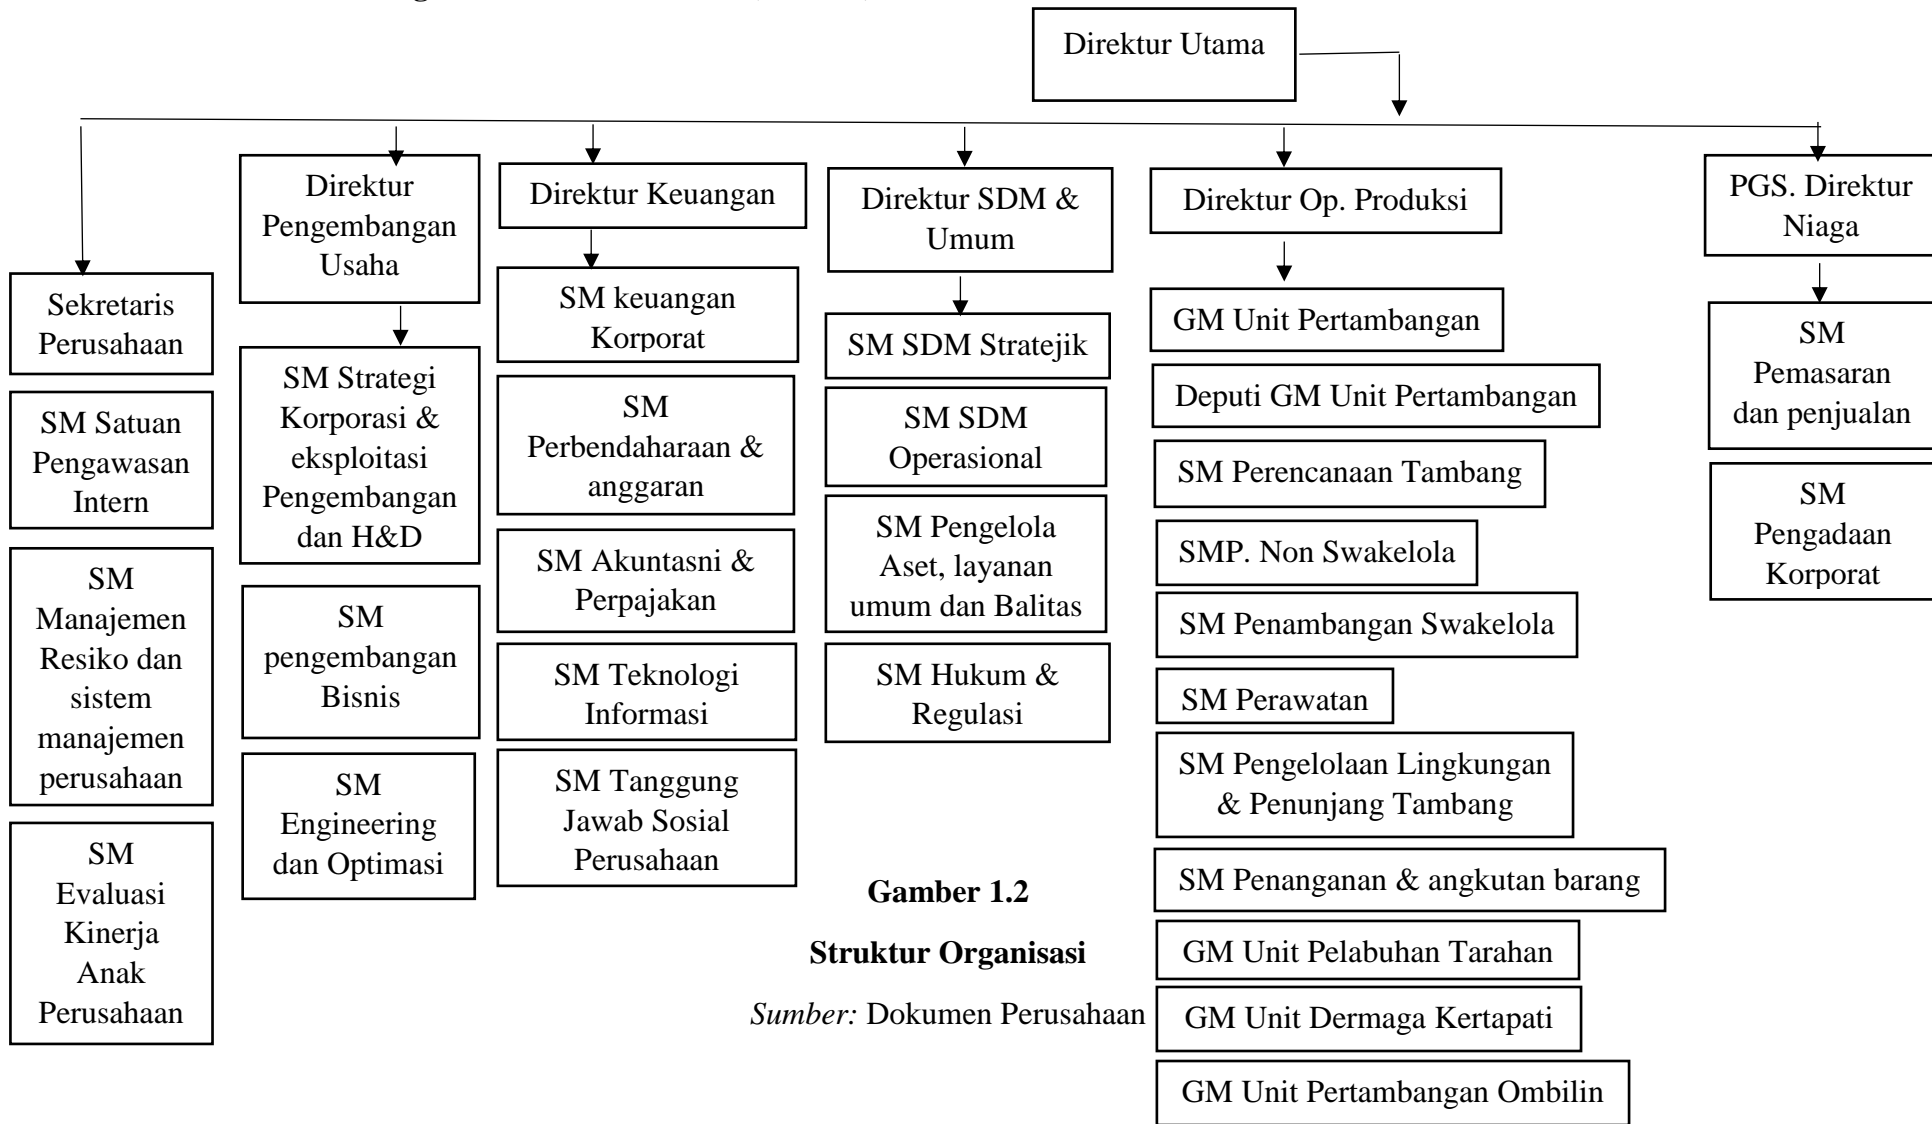 Direktur Utama
Sekretaris
Perusahaan
SM Satuan
Pengawasan
Intern
SM
Manajemen
Resiko dan
sistem
manajemen
perusahaan
SM
Evaluasi
Kinerja
Anak
Perusahaan
Direktur
Pengembangan
Usaha
SM Strategi
Korporasi &
eksploitasi
Pengembangan
dan H&D
SM
pengembangan
Bisnis
SM
Engineering
dan Optimasi
Direktur Keuangan
SM keuangan
Korporat
SM
Perbendaharaan &
anggaran
SM Akuntasni &
Perpajakan
SM Teknologi
Informasi
SM Tanggung
Jawab Sosial
Perusahaan
Direktur SDM &
Umum
SM SDM Stratejik
SM SDM
Operasional
SM Pengelola
Aset, layanan
umum dan Balitas
SM Hukum &
Regulasi
Direktur Op. Produksi
GM Unit Pertambangan
Deputi GM Unit Pertambangan
SM Perencanaan Tambang
SMP. Non Swakelola
SM Penambangan Swakelola
SM Perawatan
SM Pengelolaan Lingkungan
& Penunjang Tambang
SM Penanganan & angkutan barang
GM Unit Pelabuhan Tarahan
GM Unit Dermaga Kertapati
GM Unit Pertambangan Ombilin
PGS. Direktur
Niaga
SM
Pemasaran
dan penjualan
SM
Pengadaan
Korporat
Gamber 1.2
Struktur Organisasi
Sumber: Dokumen Perusahaan